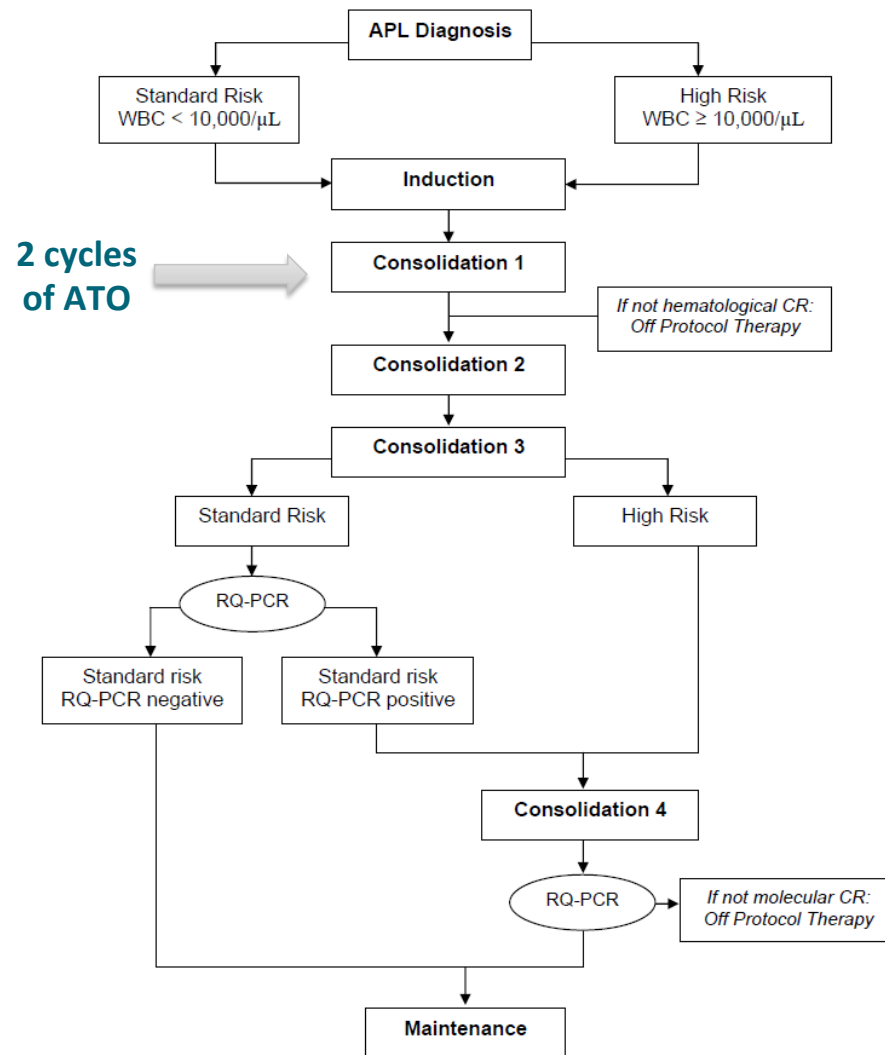 APL Diagnosis
Standard Risk
WBC < 10,000/μL
High Risk
WBC ≥ 10,000/μL
Induction
2 cycles
of ATO
Consolidation 1
If not hematological CR:
Off Protocol Therapy
Consolidation 2
Consolidation 3
Standard Risk
High Risk
RQ-PCR
Standard risk
RQ-PCR negative
Standard risk
RQ-PCR positive
Consolidation 4
RQ-PCR
If not molecular CR:
Off Protocol Therapy
Maintenance